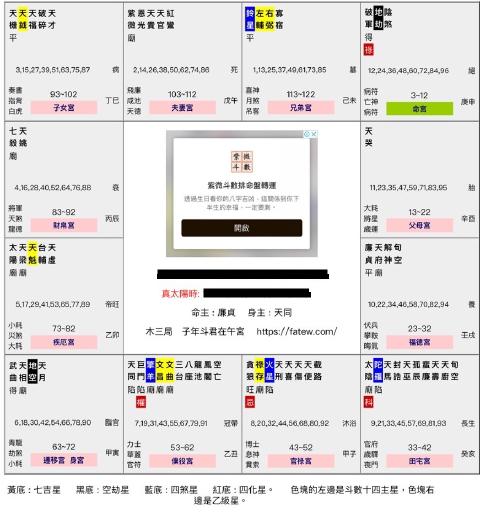 天天天破天
機鉞福碎才
平
3,15,27,39,51,63,75,87
病
奏書
指背
白虎
93~102
子女宮
丁巳
紫恩天天紅
微光貴官鸞
廟
2,14,26,38,50,62,74,86
死
飛廉
咸池
天德
103~112
夫妻宮
戊午
鈴左右寡
星輔弼宿
1,13,25,37,49,61,73,85
墓
喜神
月煞
吊客
113~122
兄弟宮
己未
破地陰
軍劫煞
得
祿
12,24,36,48,60,72,84,96
絕
病符
亡神
病符
3~12
命宮
庚申
七天
殺姚
廟
4,16,28,40,52,64,76,88
衰
將軍
天煞
龍德
83~92
財帛宮
丙辰
紫微
斗數
紫微斗數排命盤轉運
透過生日看你的八字吉凶,這關係到你下
半生的幸福,一定要測。
開啟
真太陽時:
命主:廉貞 身主:天同
木三局 子年斗君在午宮 https://fatew.com/
天
哭
11,23,35,47,59,71,83,95
胎
大耗
將星
歲建
13~22
父母宮
辛酉
太天天台天
陽梁魁輔虛
廟廟
5,17,29,41,53,65,77,89
帝旺
小耗
災煞
大耗
73~82
疾厄宮
乙卯
廉天解旬
貞府神空
平廟
10,22,34,46,58,70,82,94
養
伏兵
攀鞍
晦氣
23~32
福德宮
壬戌
武天地天
曲相空月
得廟
6,18,30,42,54,66,78,90
臨官
青龍
劫煞
小耗
63~72
遷移宮 身宮
甲寅
天巨擎文文三八龍鳳空
同門羊昌曲台座池閣亡
陷陷廟廟廟
權
7,19,31,43,55,67,79,91
冠帶
力士
華蓋
官符
53~62
僕役宮
乙丑
貪祿火天天天天截
狼存星刑喜傷便路
旺廟陷
忌
8,20,32,44,56,68,80,92
沐浴
博士
息神
貫索
43~52
官祿宮
甲子
太陀天封天孤蜚天天旬
陰羅馬誥巫辰廉壽廚空
廟陷
科
9,21,33,45,57,69,81,93
長生
官府
歲驛
喪門
33~42
田宅宮
癸亥
黃底:七吉星 黑底:空劫星 藍底:四煞星 紅底:四化星。 色塊的左邊是斗數十四主星,色塊右
邊是乙級星。